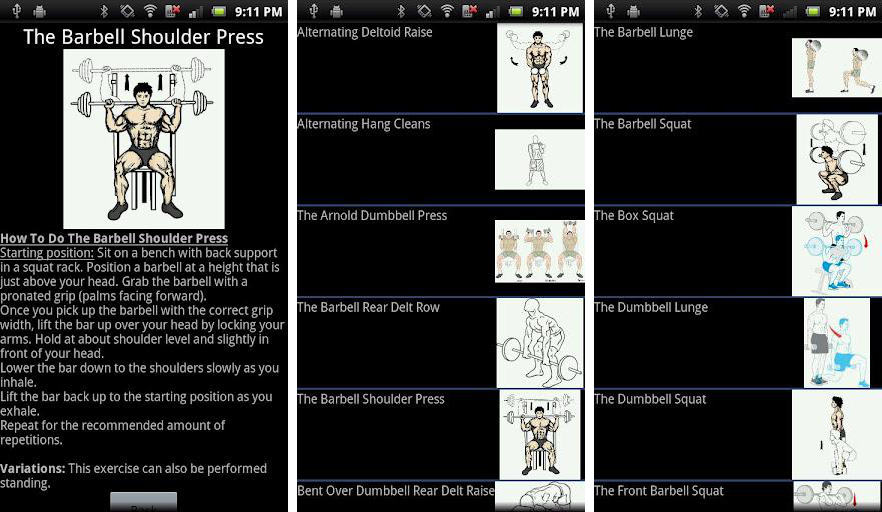 9:11 PM
The Barbell Shoulder Press
How To Do The Barbell Shoulder Press
Starting position: Sit on a bench with back support
in a squat rack. Position a barbell at a height that is
just above your head. Grab the barbell with a
pronated grip (palms facing forward).
Once you pick up the barbell with the correct grip
width, lift the bar up over your head by locking your
arms. Hold at about shoulder level and slightly in
front of your head.
Lower the bar down to the shoulders slowly as you
inhale.
Lift the bar back up to the starting position as you
exhale.
Repeat for the recommended amount of
repetitions.
Variations: This exercise can also be performed
standing.
Back
9:11 PM
Alternating Deltoid Raise
Alternating Hang Cleans
The Arnold Dumbbell Press
The Barbell Rear Delt Row
The Barbell Shoulder Press
Bent Over Dumbbell Rear Delt Raise
9:11 PM
The Barbell Lunge
The Barbell Squat
The Box Squat
The Dumbbell Lunge
The Dumbbell Squat
The Front Barbell Squat